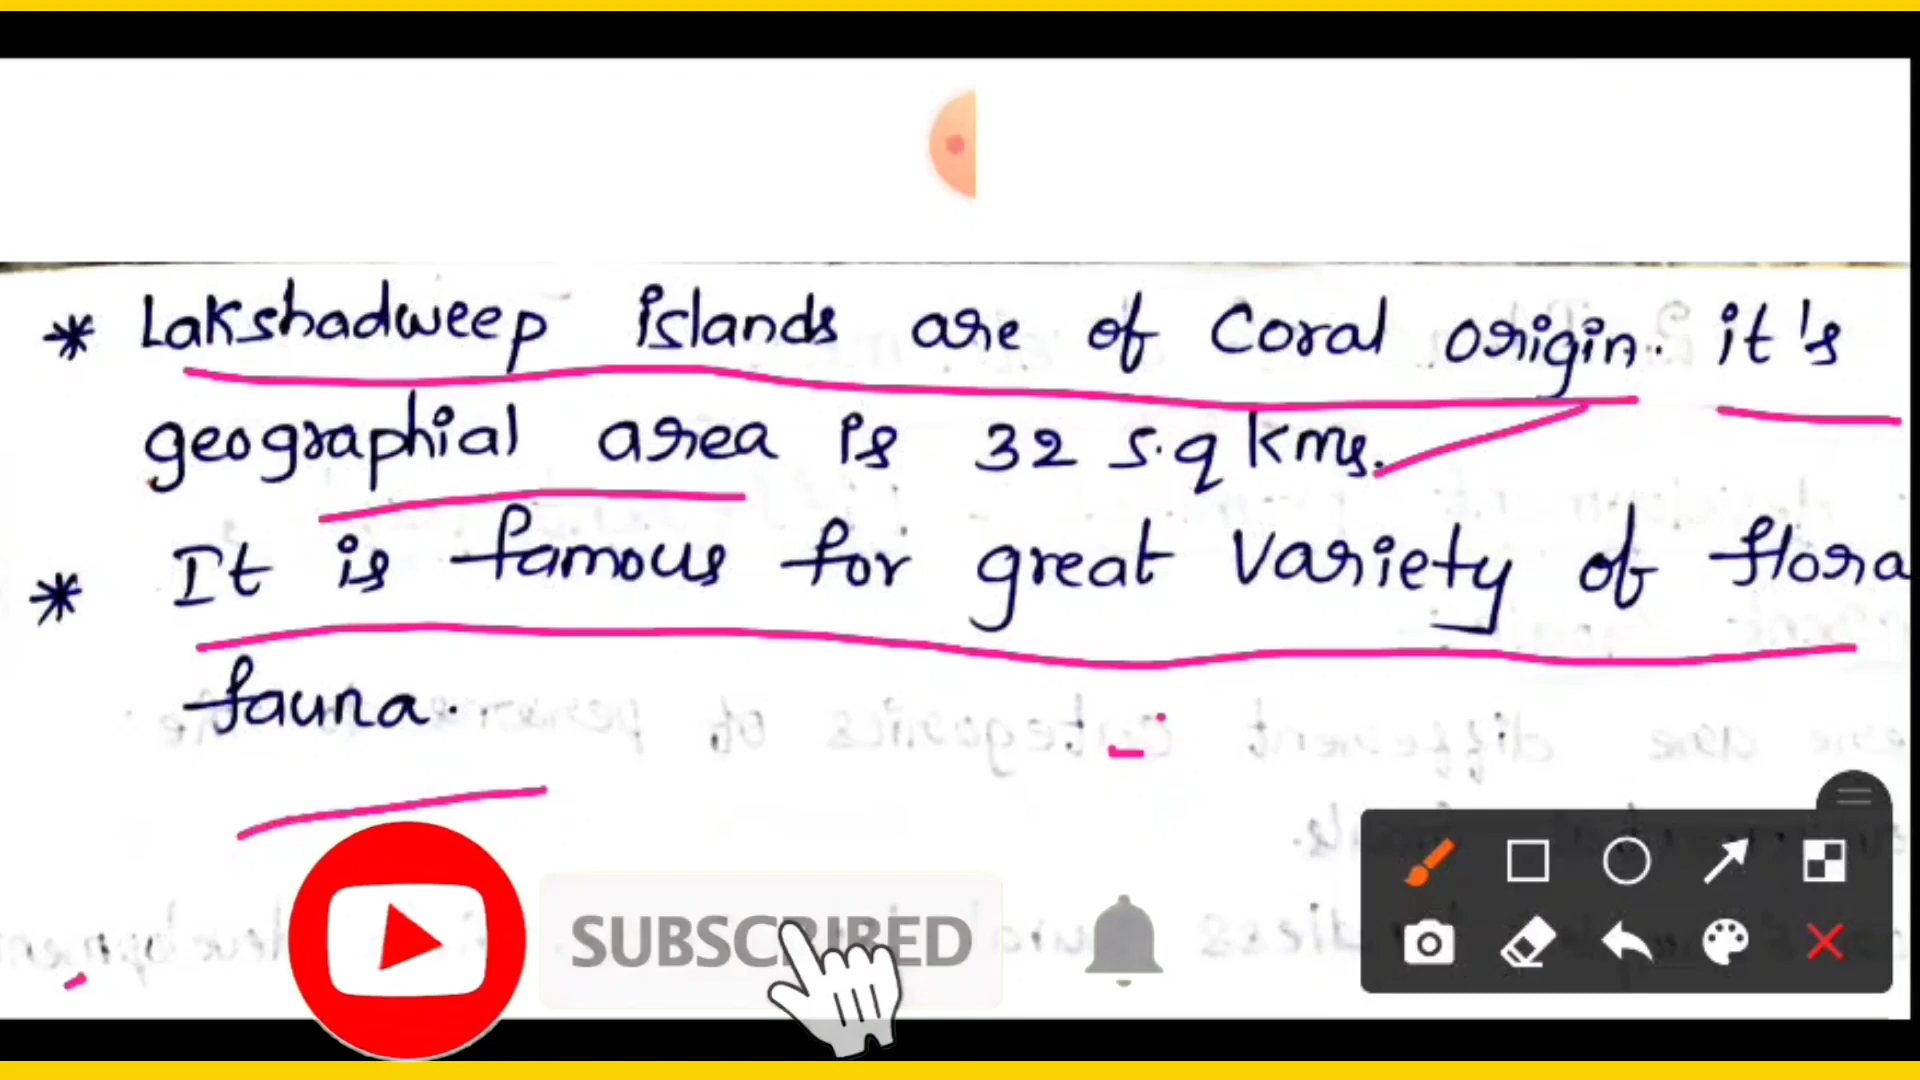 * Lakshadweep islands are of Coral origin. it's
geographial area is 32 s.q kms.
* It is famous for great variety of flora
fauna.
SUBSCRIBED